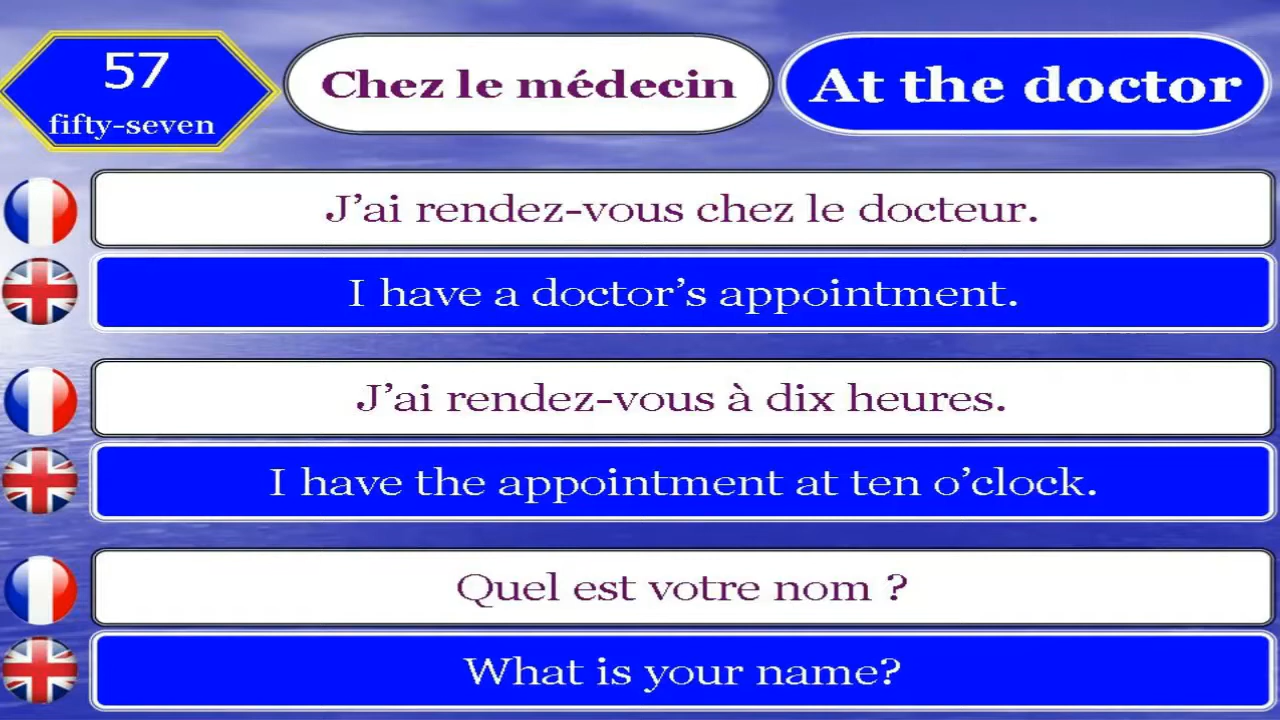 57
fifty-seven
Chez le médecin
At the doctor
J’ai rendez-vous chez le docteur.
I have a doctor’s appointment.
J’ai rendez-vous à dix heures.
I have the appointment at ten o’clock.
Quel est votre nom ?
What is your name?